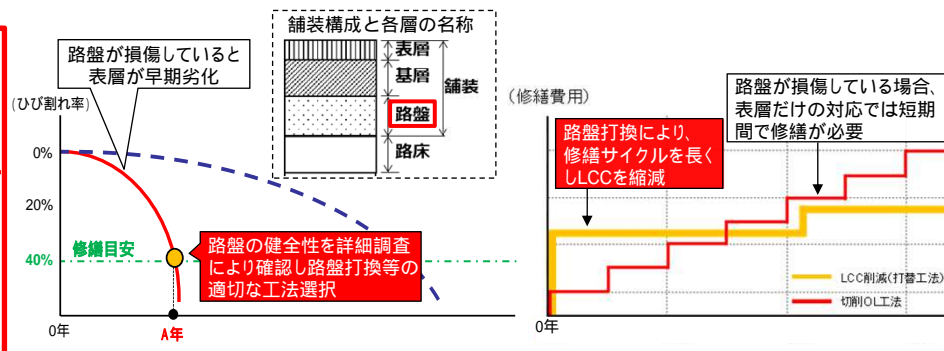 舗装構成と各層の名称
表層
基層
舗装
路盤
路床
路盤が損傷していると
表層が早期劣化
(ひび割れ率)
0%
20%
修繕目安
40%
路盤の健全性を詳細調査
により確認し路盤打換等の
適切な工法選択
0年
A年
(修繕費用)
路盤打換により、
修繕サイクルを長く
しLCCを縮減
路盤が損傷している場合、
表層だけの対応では短期
間で修繕が必要
LCC削減(打替工法)
切削OL工法
0年